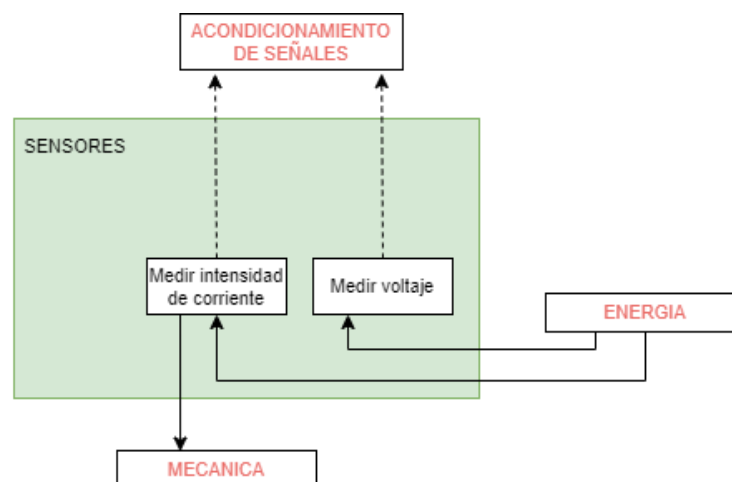 ACONDICIONAMIENTO
DE SEÑALES
SENSORES
Medir intensidad
de corriente
Medir voltaje
ENERGIA
MECANICA